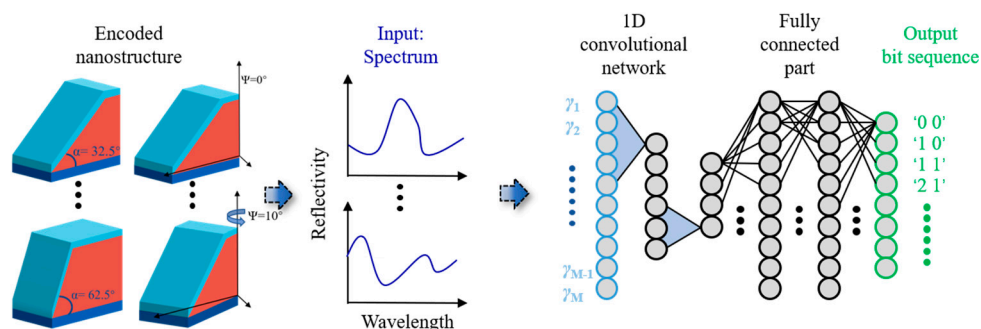 Encoded
nanostructure
Ψ=0°
α= 32.5°
Ψ=10°
α= 62.5°
Input:
Spectrum
Reflectivity
Wavelength
1D
convolutional
network
γ1
γ2
γM-1
γM
Fully
connected
part
Output
bit sequence
'0 0'
'1 0'
'1 1'
'2 1'